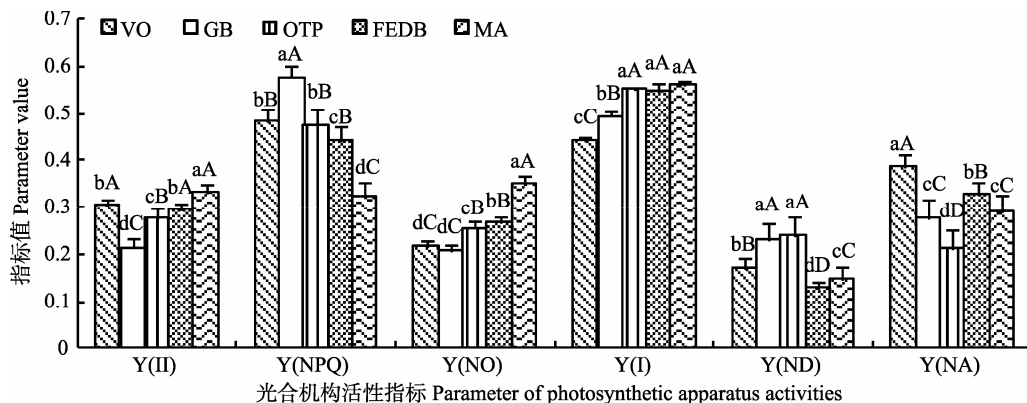 0.7
VO GB OTP FEDB MA
0.6
0.5
0.4
0.3
0.2
0.1
0
指标值 Parameter value
bA dC cB bA aA
bB aA bB cB dC
dC dC cB bB aA
cC bB aA aA aA
bB aA aA dD cC
aA cC dD bB cC
Y(II) Y(NPQ) Y(NO) Y(I) Y(ND) Y(NA)
光合机构活性指标 Parameter of photosynthetic apparatus activities